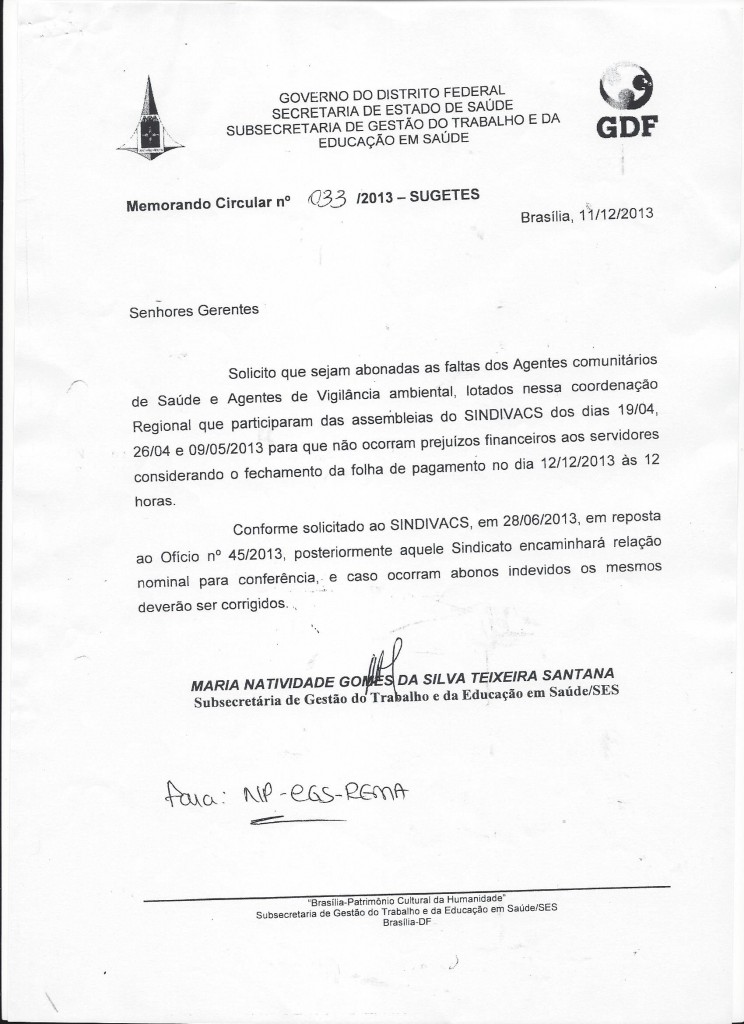 GOVERNO DO DISTRITO FEDERAL
SECRETARIA DE ESTADO DE SAÚDE
SUBSECRETARIA DE GESTÃO DO TRABALHO E DA
EDUCAÇÃO EM SAÚDE
GDF
Memorando Circular nº 033 /2013 – SUGETES
Brasília, 11/12/2013
Senhores Gerentes
Solicito que sejam abonadas as faltas dos Agentes comunitários
de Saúde e Agentes de Vigilância ambiental, lotados nessa coordenação
Regional que participaram das assembleias do SINDIVACS dos dias 19/04,
26/04 e 09/05/2013 para que não ocorram prejuízos financeiros aos servidores
considerando o fechamento da folha de pagamento no dia 12/12/2013 às 12
horas.
Conforme solicitado ao SINDIVACS, em 28/06/2013, em reposta
ao Ofício nº 45/2013, posteriormente aquele Sindicato encaminhará relação
nominal para conferência, e caso ocorram abonos indevidos os mesmos
deverão ser corrigidos.
MARIA NATIVIDADE GOMES DA SILVA TEIXEIRA SANTANA
Subsecretária de Gestão do Trabalho e da Educação em Saúde/SES
Para: NP-CGS-
"Brasília-Patrimônio Cultural da Humanidade"
Subsecretaria de Gestão do Trabalho e da Educação em Saúde/SES
Brasília-DF